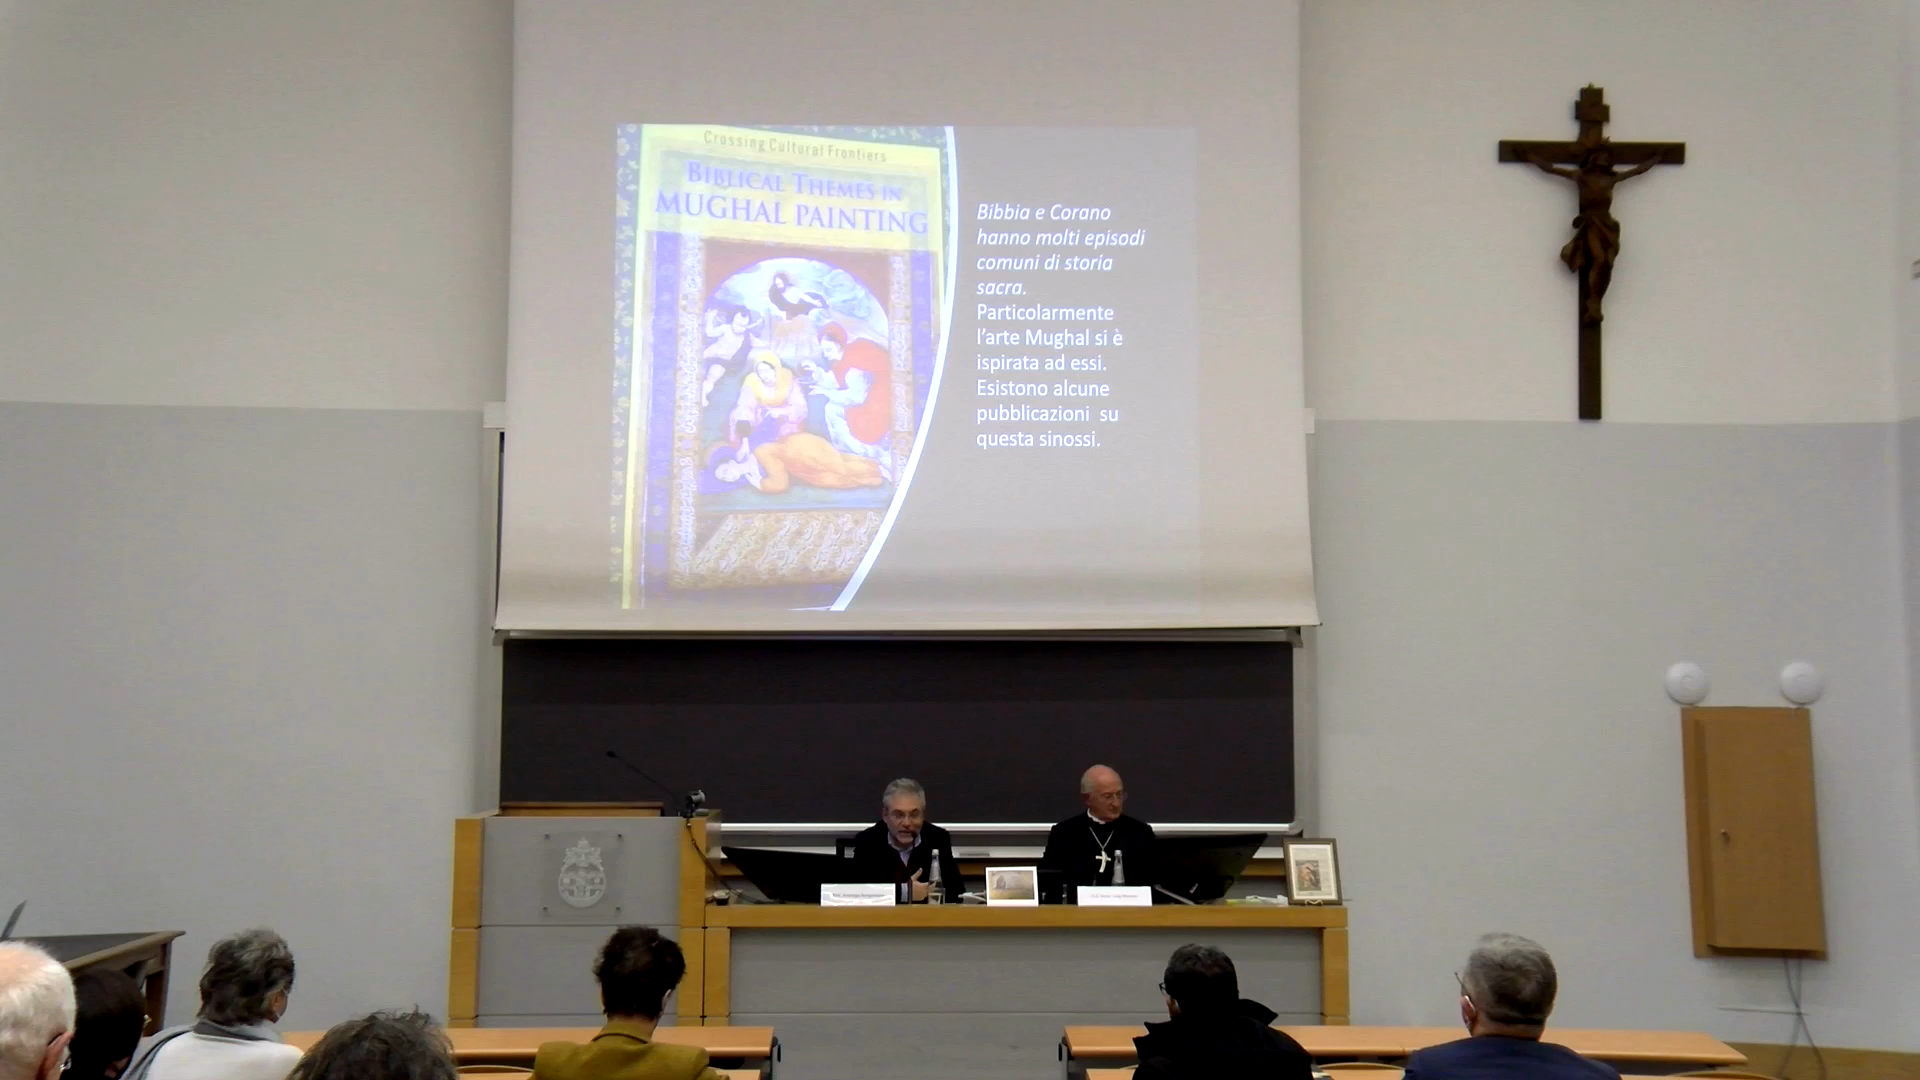 Crossing Cultural Frontiers
BIBLICAL THEMES IN
MUGHAL PAINTING
Bibbia e Corano
hanno molti episodi
comuni di storia
sacra.
Particolarmente
l'arte Mughal si è
ispirata ad essi.
Esistono alcune
pubblicazioni su
questa sinossi.